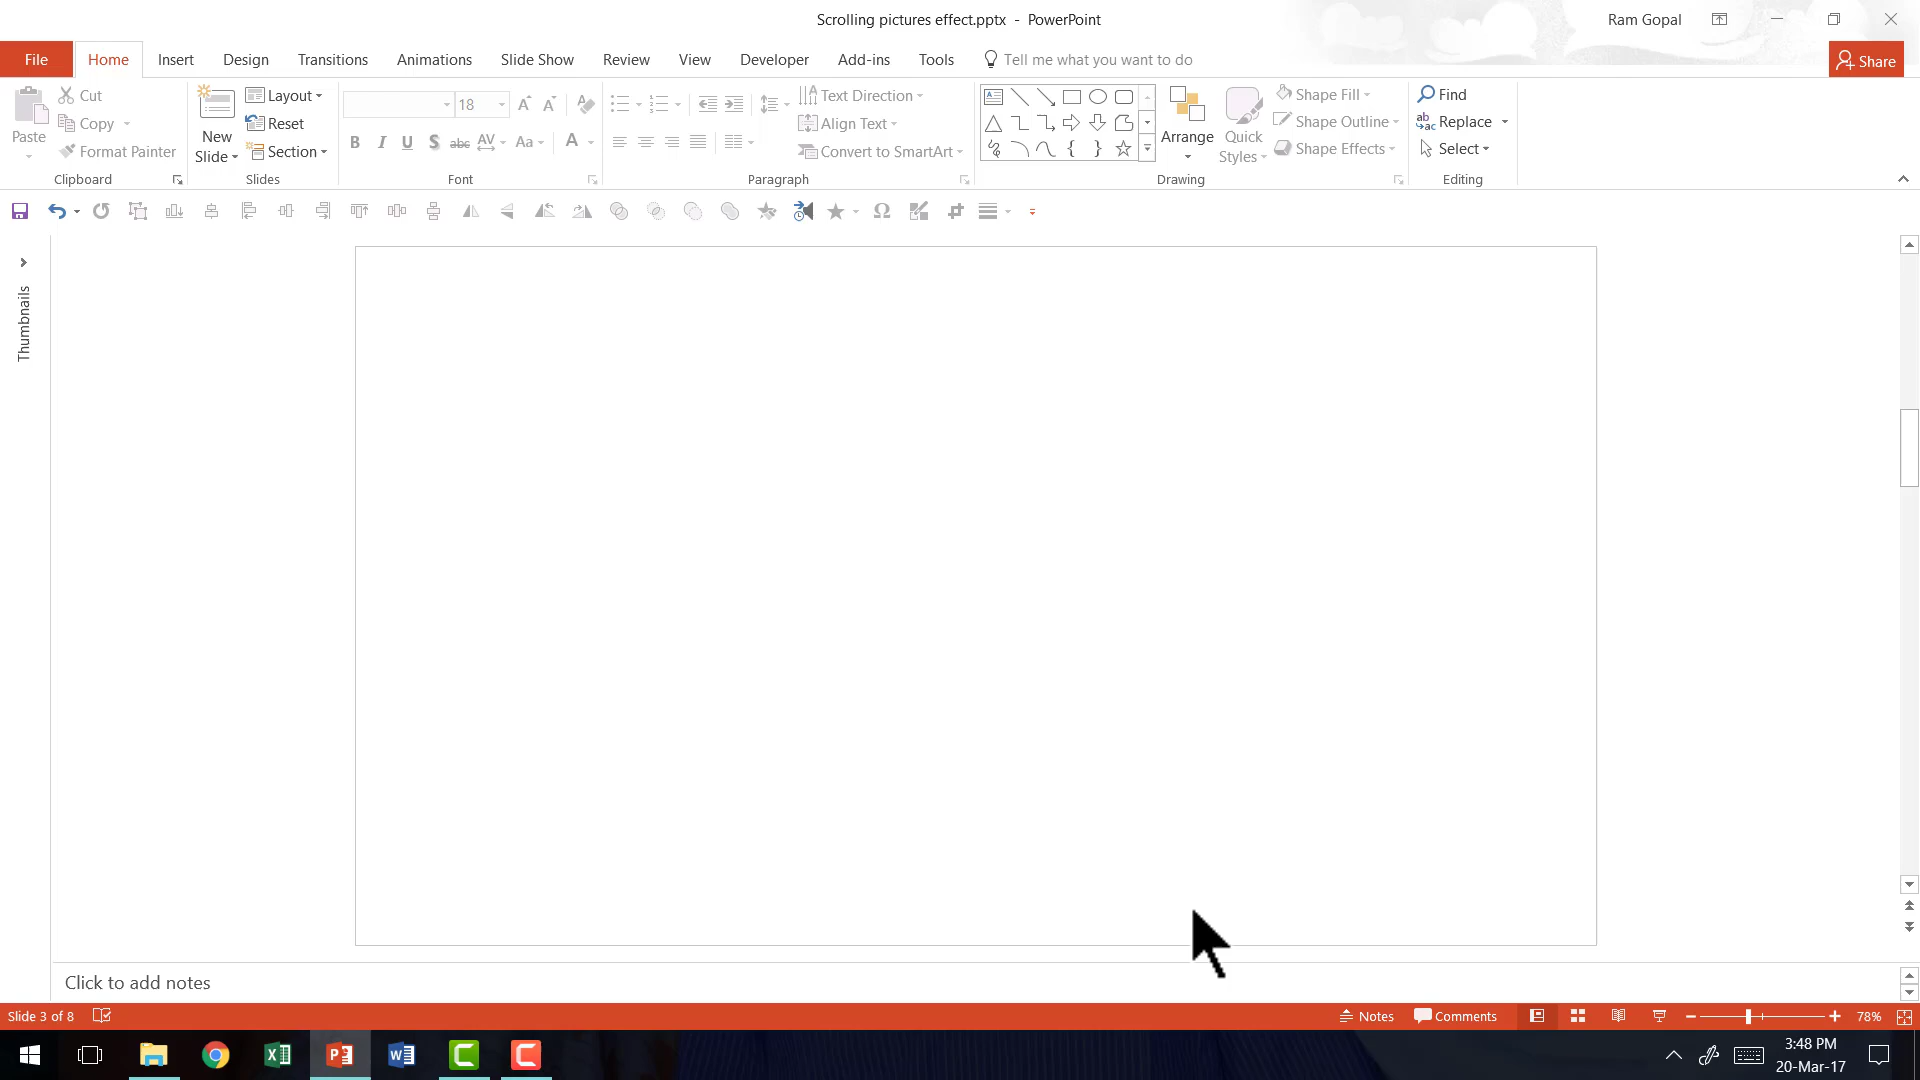 Scrolling pictures effect.pptx - PowerPoint
Ram Gopal
File Home Insert Design Transitions Animations Slide Show Review View Developer Add-ins Tools Tell me what you want to do
Share
Paste
Cut
Copy
Format Painter
Clipboard
New Slide
Layout
Reset
Section
Slides
18
B I U S abc AV Aa A
Font
Text Direction
Align Text
Convert to SmartArt
Paragraph
Arrange
Quick Styles
Shape Fill
Shape Outline
Shape Effects
Drawing
Find
Replace
Select
Editing
Thumbnails
Click to add notes
Slide 3 of 8
Notes
Comments
78%
3:48 PM
20-Mar-17